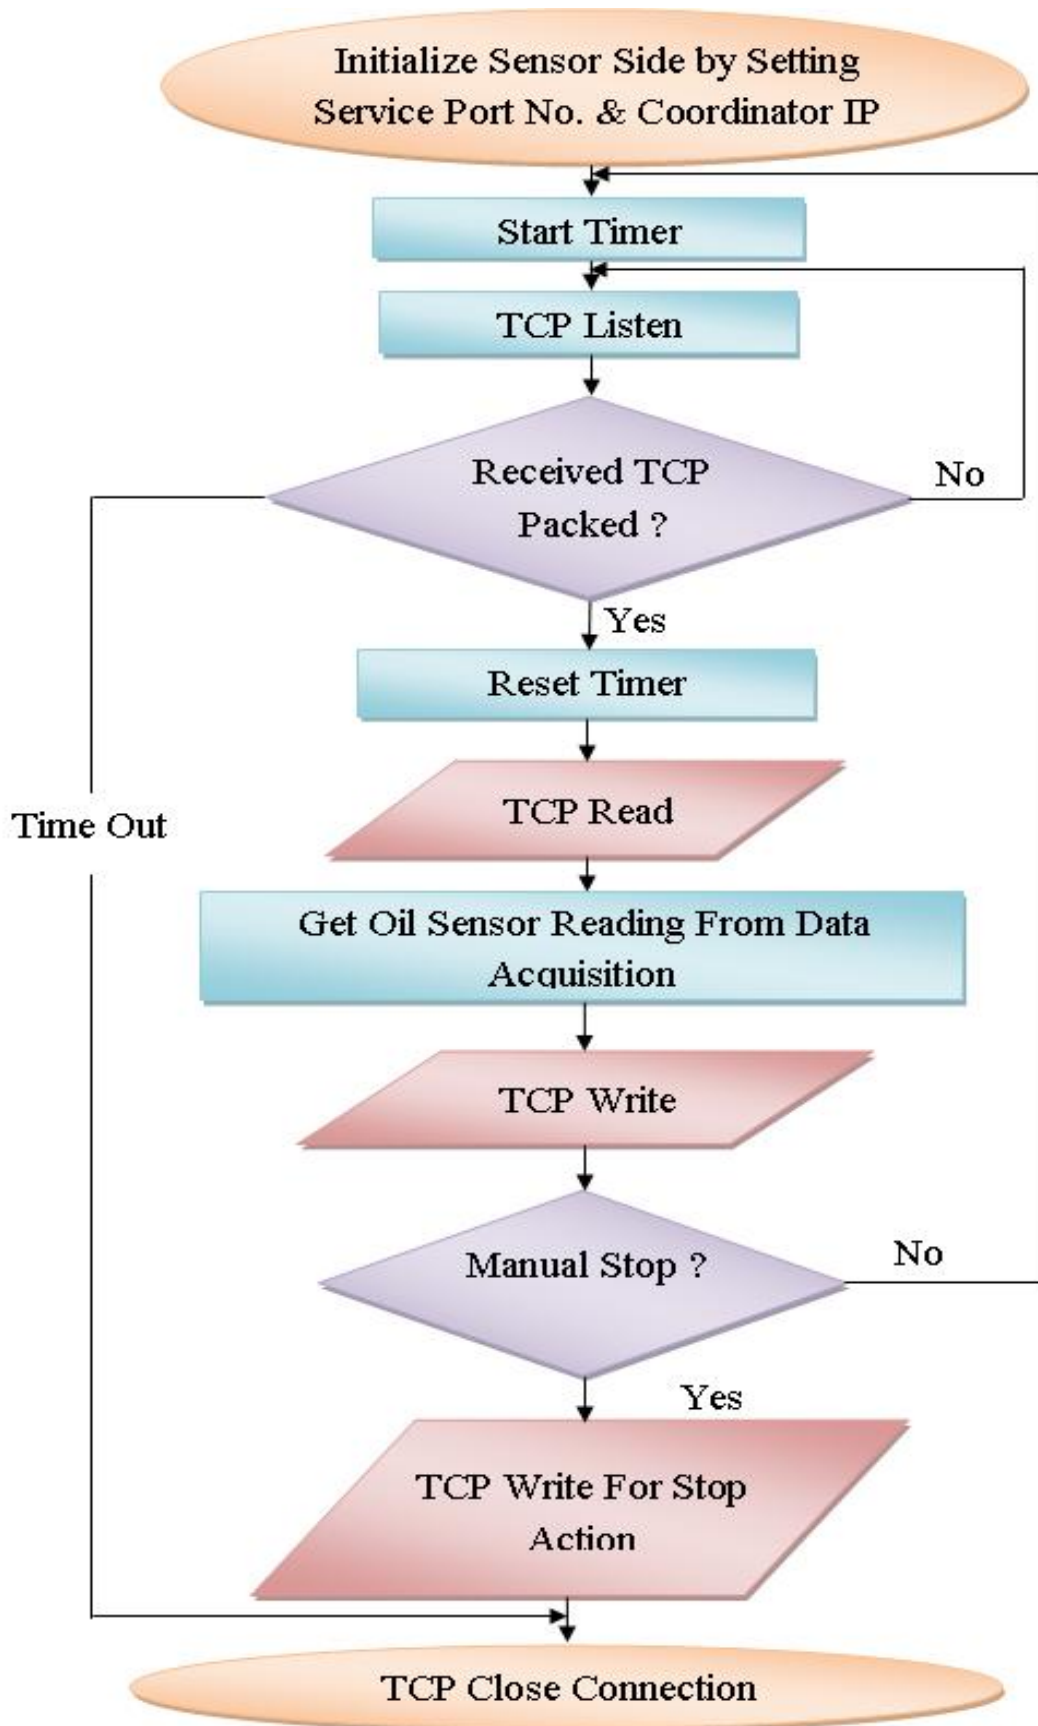 Initialize Sensor Side by Setting
Service Port No. & Coordinator IP
Start Timer
TCP Listen
Received TCP
Packed ?
No
Yes
Reset Timer
TCP Read
Time Out
Get Oil Sensor Reading From Data
Acquisition
TCP Write
Manual Stop ?
No
Yes
TCP Write For Stop
Action
TCP Close Connection